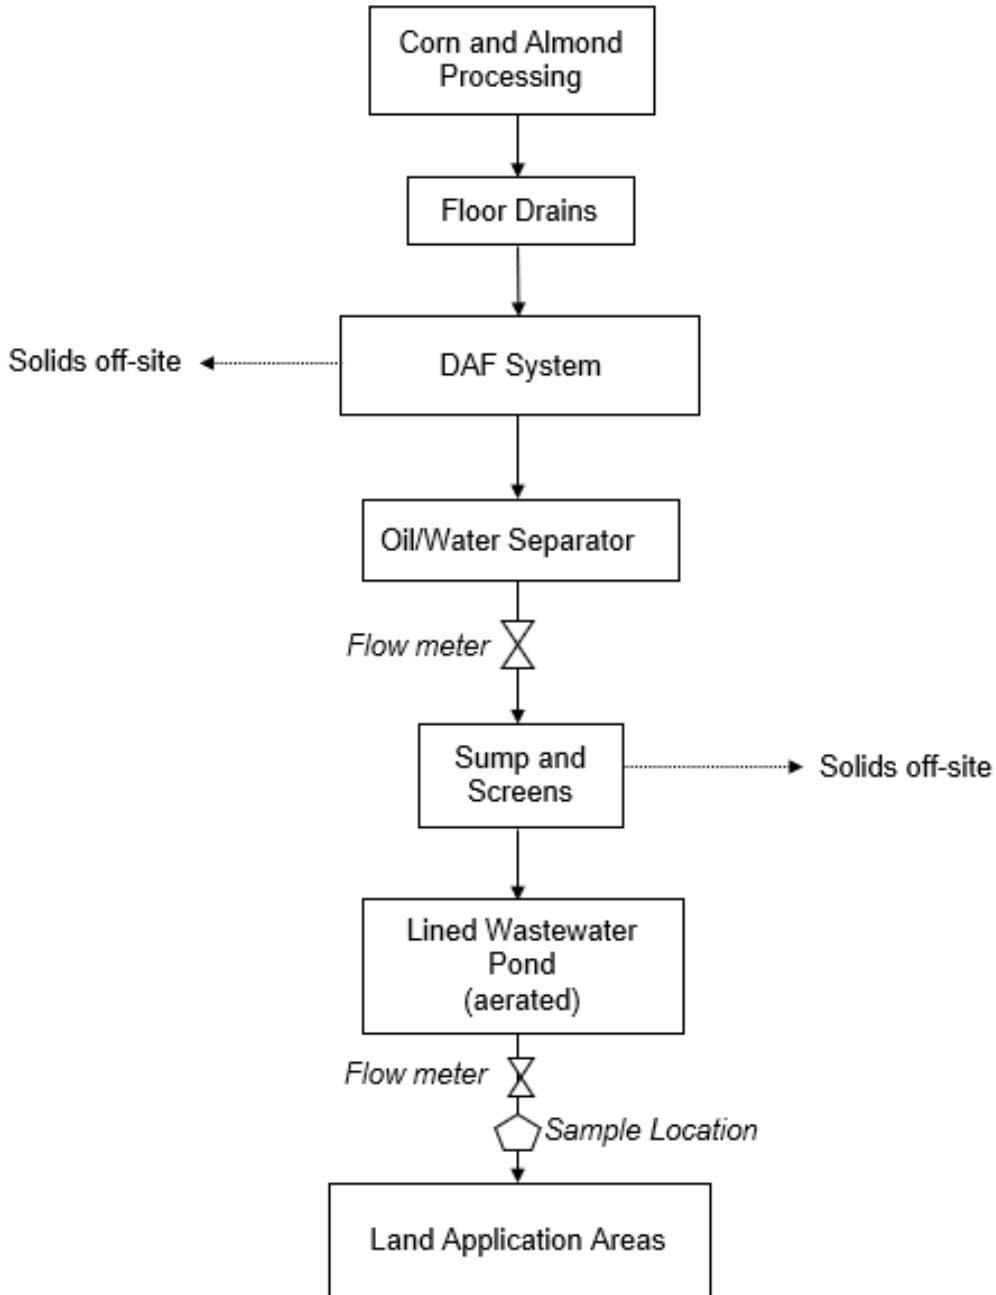 Corn and Almond
Processing
Floor Drains
Solids off-site
DAF System
Oil/Water Separator
Flow meter
Sump and
Screens
Solids off-site
Lined Wastewater
Pond
(aerated)
Flow meter
Sample Location
Land Application Areas